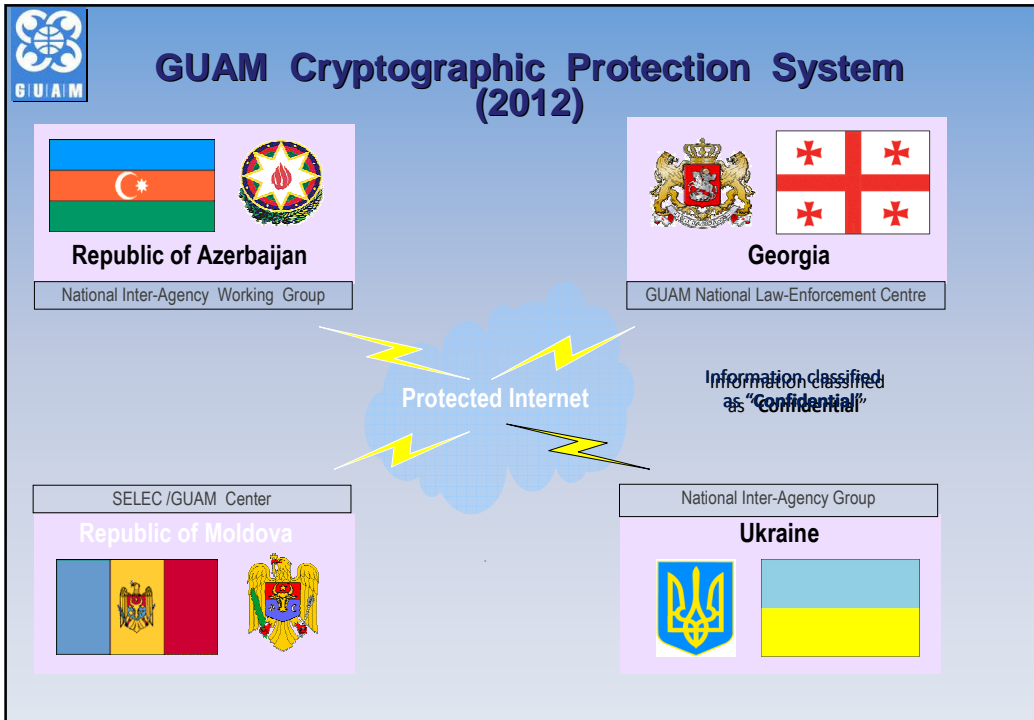 GUAM Cryptographic Protection System
(2012)
G U A M
Republic of Azerbaijan
National Inter-Agency Working Group
Georgia
GUAM National Law-Enforcement Centre
Protected Internet
Information classified
as “Confidential”
SELEC /GUAM Center
Republic of Moldova
National Inter-Agency Group
Ukraine